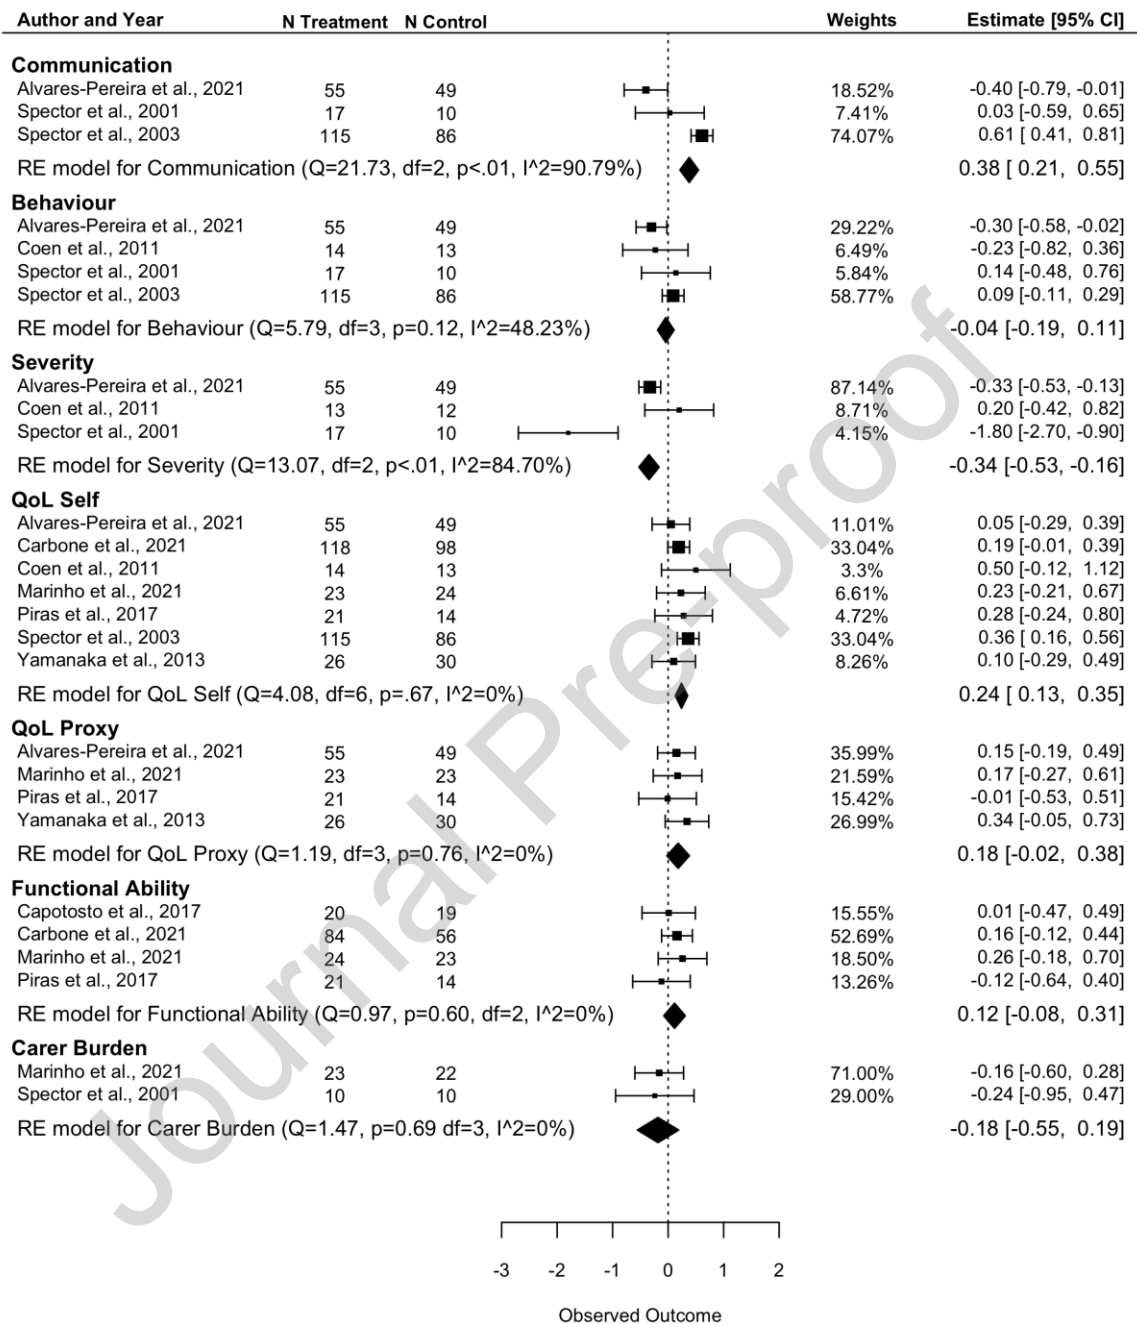 Author and Year N Treatment N Control Weights Estimate [95% CI]
Communication
Alvares-Pereira et al., 2021 55 49 18.52% -0.40 [-0.79, -0.01]
Spector et al., 2001 17 10 7.41% 0.03 [-0.59, 0.65]
Spector et al., 2003 115 86 74.07% 0.61 [ 0.41, 0.81]
RE model for Communication (Q=21.73, df=2, p<.01, I^2=90.79%) 0.38 [ 0.21, 0.55]
Behaviour
Alvares-Pereira et al., 2021 55 49 29.22% -0.30 [-0.58, -0.02]
Coen et al., 2011 14 13 6.49% -0.23 [-0.82, 0.36]
Spector et al., 2001 17 10 5.84% 0.14 [-0.48, 0.76]
Spector et al., 2003 115 86 58.77% 0.09 [-0.11, 0.29]
RE model for Behaviour (Q=5.79, df=3, p=0.12, I^2=48.23%) -0.04 [-0.19, 0.11]
Severity
Alvares-Pereira et al., 2021 55 49 87.14% -0.33 [-0.53, -0.13]
Coen et al., 2011 13 12 8.71% 0.20 [-0.42, 0.82]
Spector et al., 2001 17 10 4.15% -1.80 [-2.70, -0.90]
RE model for Severity (Q=13.07, df=2, p<.01, I^2=84.70%) -0.34 [-0.53, -0.16]
QoL Self
Alvares-Pereira et al., 2021 55 49 11.01% 0.05 [-0.29, 0.39]
Carbone et al., 2021 118 98 33.04% 0.19 [-0.01, 0.39]
Coen et al., 2011 14 13 3.3% 0.50 [-0.12, 1.12]
Marinho et al., 2021 23 24 6.61% 0.23 [-0.21, 0.67]
Piras et al., 2017 21 14 4.72% 0.28 [-0.24, 0.80]
Spector et al., 2003 115 86 33.04% 0.36 [ 0.16, 0.56]
Yamanaka et al., 2013 26 30 8.26% 0.10 [-0.29, 0.49]
RE model for QoL Self (Q=4.08, df=6, p=.67, I^2=0%) 0.24 [ 0.13, 0.35]
QoL Proxy
Alvares-Pereira et al., 2021 55 49 35.99% 0.15 [-0.19, 0.49]
Marinho et al., 2021 23 23 21.59% 0.17 [-0.27, 0.61]
Piras et al., 2017 21 14 15.42% -0.01 [-0.53, 0.51]
Yamanaka et al., 2013 26 30 26.99% 0.34 [-0.05, 0.73]
RE model for QoL Proxy (Q=1.19, df=3, p=0.76, I^2=0%) 0.18 [-0.02, 0.38]
Functional Ability
Capotosto et al., 2017 20 19 15.55% 0.01 [-0.47, 0.49]
Carbone et al., 2021 84 56 52.69% 0.16 [-0.12, 0.44]
Marinho et al., 2021 24 23 18.50% 0.26 [-0.18, 0.70]
Piras et al., 2017 21 14 13.26% -0.12 [-0.64, 0.40]
RE model for Functional Ability (Q=0.97, p=0.60, df=2, I^2=0%) 0.12 [-0.08, 0.31]
Carer Burden
Marinho et al., 2021 23 22 71.00% -0.16 [-0.60, 0.28]
Spector et al., 2001 10 10 29.00% -0.24 [-0.95, 0.47]
RE model for Carer Burden (Q=1.47, p=0.69 df=3, I^2=0%) -0.18 [-0.55, 0.19]
-3 -2 -1 0 1 2
Observed Outcome
Journal Pre-proof